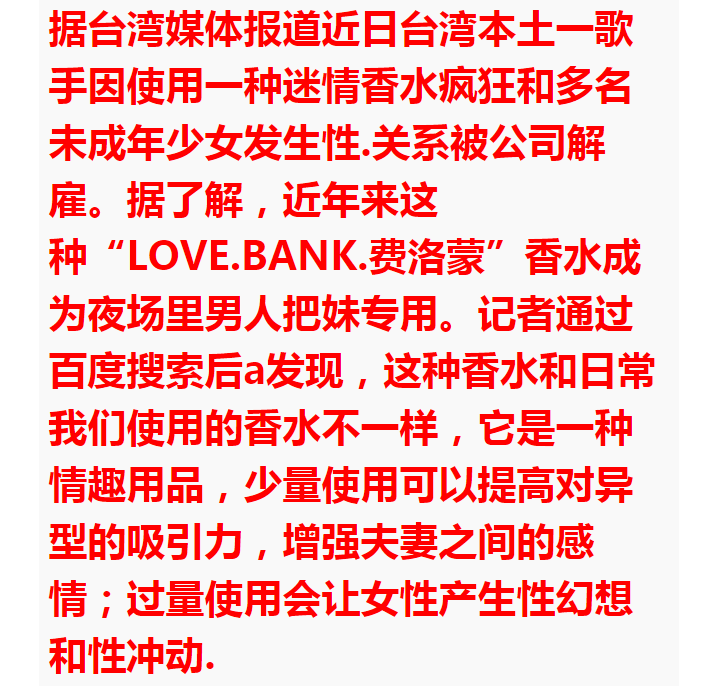 据台湾媒体报道近日台湾本土一歌
手因使用一种迷情香水疯狂和多名
未成年少女发生性.关系被公司解
雇。据了解，近年来这
种“LOVE.BANK.费洛蒙”香水成
为夜场里男人把妹专用。记者通过
百度搜索后a发现，这种香水和日常
我们使用的香水不一样，它是一种
情趣用品，少量使用可以提高对异
型的吸引力，增强夫妻之间的感
情；过量使用会让女性产生性幻想
和性冲动.